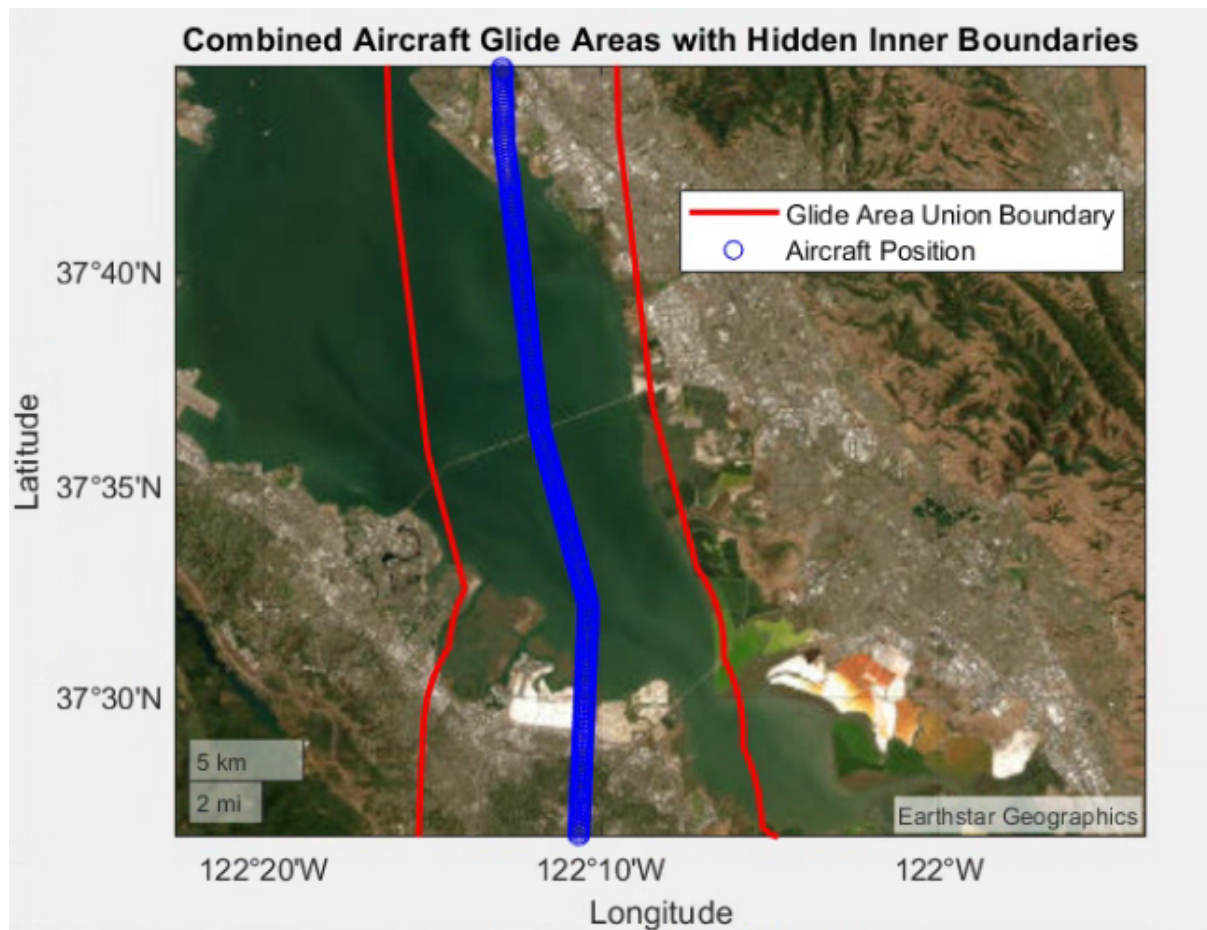 Combined Aircraft Glide Areas with Hidden Inner Boundaries
Glide Area Union Boundary
Aircraft Position
37°40'N
Latitude
37°35'N
37°30'N
5 km
2 mi
Earthstar Geographics
122°20'W
122°10'W
122°W
Longitude